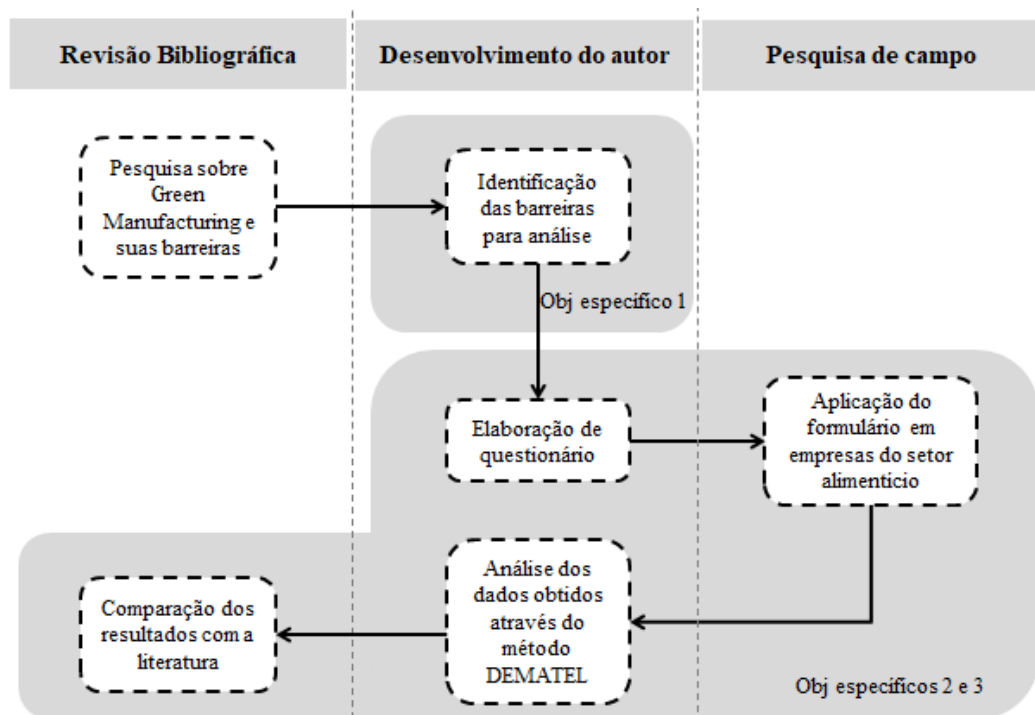 Revisão Bibliográfica
Desenvolvimento do autor
Pesquisa de campo
Pesquisa sobre
Green
Manufacturing e
suas barreiras
Identificação
das barreiras
para análise
Obj específico 1
Elaboração de
questionário
Aplicação do
formulário em
empresas do setor
alimentício
Análise dos
dados obtidos
através do
método
DEMATEL
Comparação dos
resultados com a
literatura
Obj específicos 2 e 3